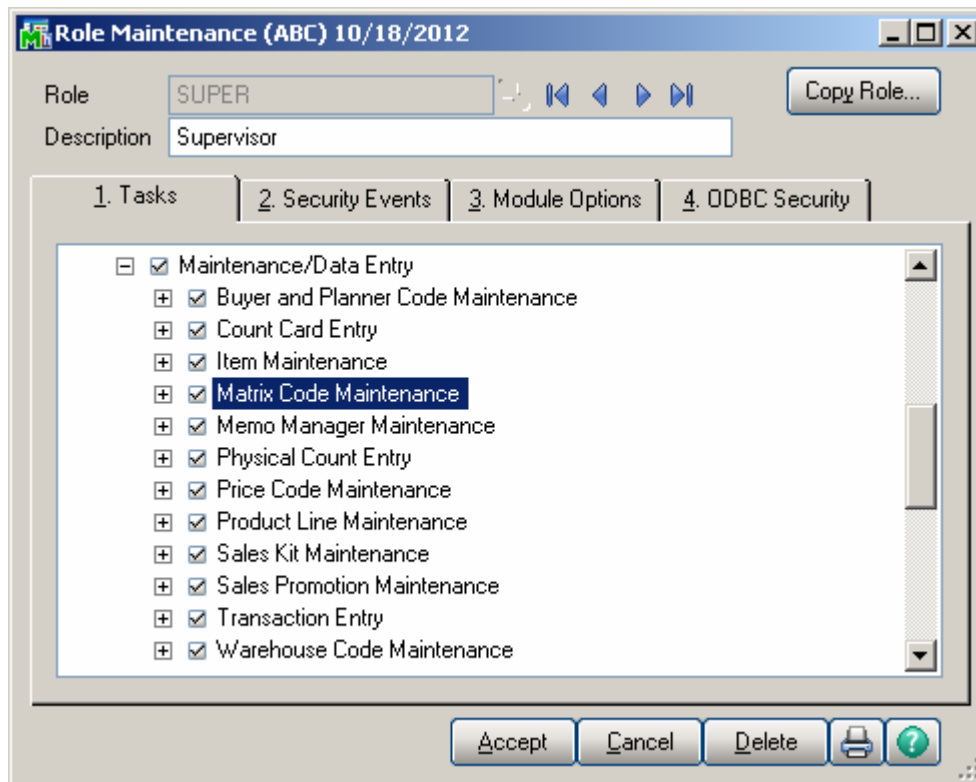 Role Maintenance (ABC) 10/18/2012
Role SUPER Copy Role...
Description Supervisor
1. Tasks 2. Security Events 3. Module Options 4. ODBC Security
Maintenance/Data Entry
Buyer and Planner Code Maintenance
Count Card Entry
Item Maintenance
Matrix Code Maintenance
Memo Manager Maintenance
Physical Count Entry
Price Code Maintenance
Product Line Maintenance
Sales Kit Maintenance
Sales Promotion Maintenance
Transaction Entry
Warehouse Code Maintenance
Accept Cancel Delete ?